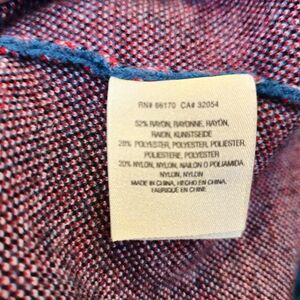 RN# 66170 CA# 32054
52% RAYON, RAYONNE, RAYÓN,
RAION, KUNSTSEIDE
28% POLYESTER, POLYESTER, POLIESTER,
POLIESTERE, POLYESTER
20% NYLON, NYLON, NAILON O POLIAMIDA,
NYLON, NYLON
MADE IN CHINA, HECHO EN CHINA,
FABRIQUÉ EN CHINE